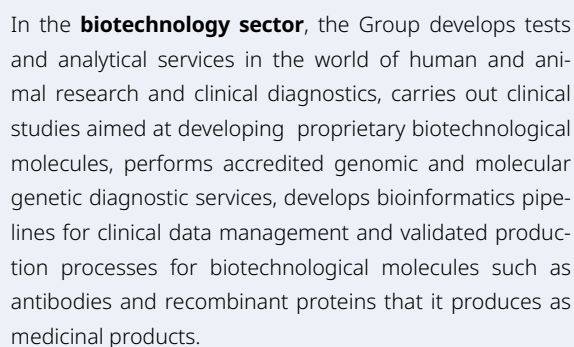 In the biotechnology sector, the Group develops tests
and analytical services in the world of human and ani-
mal research and clinical diagnostics, carries out clinical
studies aimed at developing  proprietary biotechnological
molecules, performs accredited genomic and molecular
genetic diagnostic services, develops bioinformatics pipe-
lines for clinical data management and validated produc-
tion processes for biotechnological molecules such as
antibodies and recombinant proteins that it produces as
medicinal products.